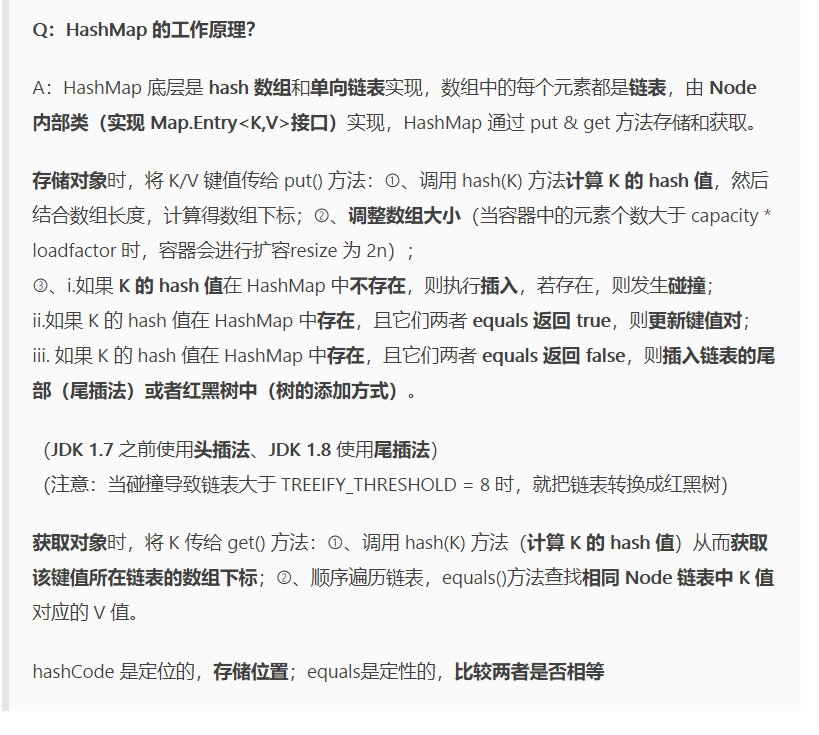 Q：HashMap 的工作原理？
A：HashMap 底层是 hash 数组和单向链表实现，数组中的每个元素都是链表，由 Node
内部类（实现 Map.Entry<K,V>接口）实现，HashMap 通过 put & get 方法存储和获取。
存储对象时，将 K/V 键值传给 put() 方法：①、调用 hash(K) 方法计算 K 的 hash 值，然后
结合数组长度，计算得数组下标；②、调整数组大小（当容器中的元素个数大于 capacity *
loadfactor 时，容器会进行扩容resize 为 2n）；
③、i.如果 K 的 hash 值在 HashMap 中不存在，则执行插入，若存在，则发生碰撞；
ii.如果 K 的 hash 值在 HashMap 中存在，且它们两者 equals 返回 true，则更新键值对；
iii. 如果 K 的 hash 值在 HashMap 中存在，且它们两者 equals 返回 false，则插入链表的尾
部（尾插法）或者红黑树中（树的添加方式）。
（JDK 1.7 之前使用头插法、JDK 1.8 使用尾插法）
（注意：当碰撞导致链表大于 TREEIFY_THRESHOLD = 8 时，就把链表转换成红黑树）
获取对象时，将 K 传给 get() 方法：①、调用 hash(K) 方法（计算 K 的 hash 值）从而获取
该键值所在链表的数组下标；②、顺序遍历链表，equals()方法查找相同 Node 链表中 K 值
对应的 V 值。
hashCode 是定位的，存储位置；equals是定性的，比较两者是否相等